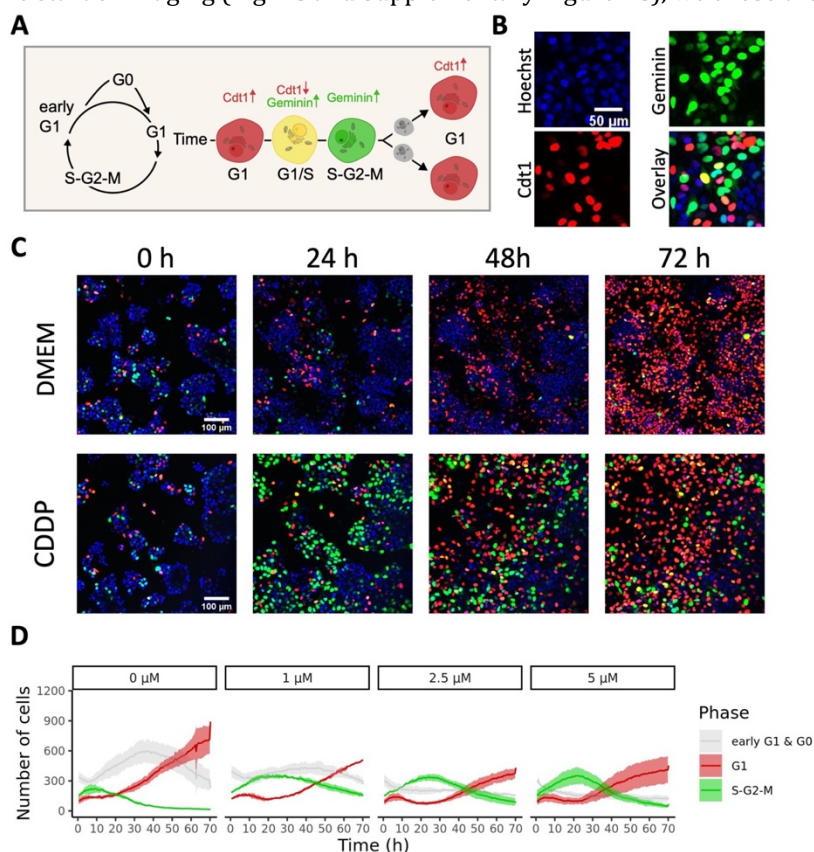 A
B
G0
early
G1
G1
S-G2-M
Time
Cdt1↑
Cdt1↓
Geminin↑
Geminin↑
Cdt1↑
G1
G1/S
S-G2-M
G1
Hoechst
50 µm
Geminin
Cdt1
Overlay
C
0 h
24 h
48h
72 h
DMEM
100 µm
CDDP
100 µm
D
0 µM
1 µM
2.5 µM
5 µM
Number of cells
1200
900
600
300
0
0 10 20 30 40 50 60 70
0 10 20 30 40 50 60 70
0 10 20 30 40 50 60 70
0 10 20 30 40 50 60 70
Time (h)
Phase
early G1 & G0
G1
S-G2-M